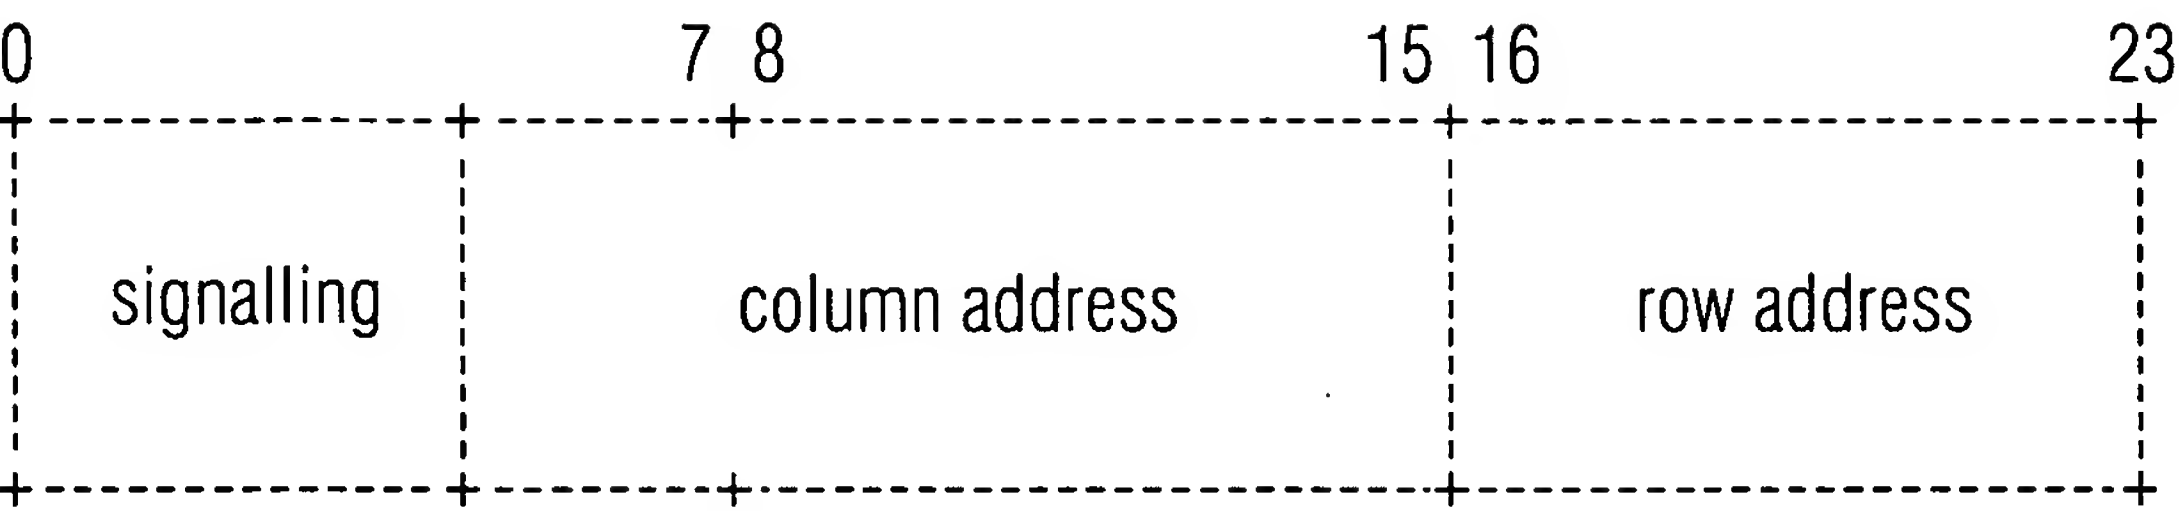 0 7 8 15 16 23
signalling column address row address